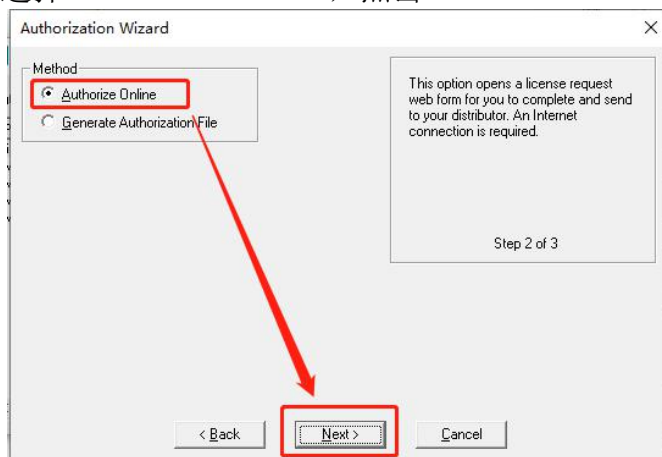 Authorization Wizard
Method
Authorize Online
Generate Authorization File
This option opens a license request
web form for you to complete and send
to your distributor. An Internet
connection is required.
Step 2 of 3
< Back
Next >
Cancel